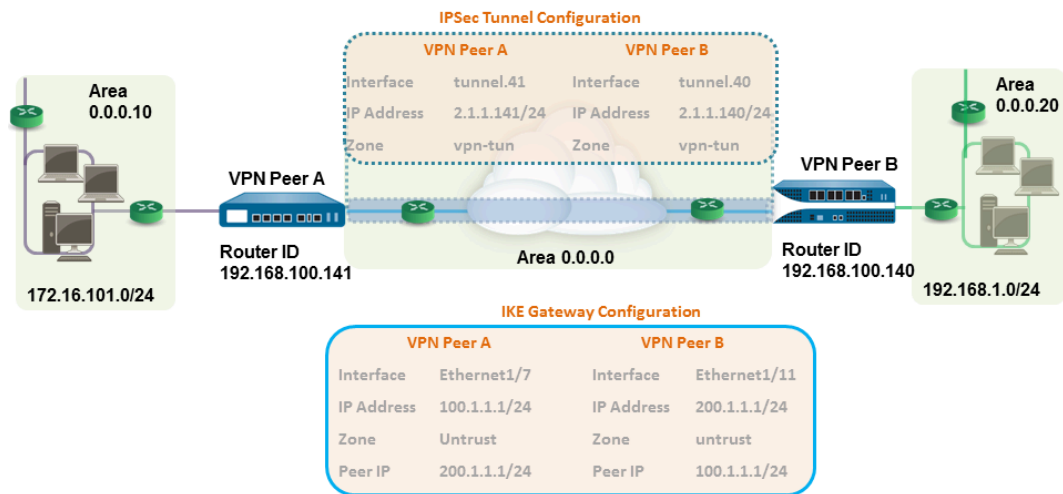 IPSec Tunnel Configuration
VPN Peer A VPN Peer B
Interface tunnel.41 Interface tunnel.40
IP Address 2.1.1.141/24 IP Address 2.1.1.140/24
Zone vpn-tun Zone vpn-tun
Area
0.0.0.10
Area
0.0.0.20
VPN Peer A
VPN Peer B
Router ID
192.168.100.141
Area 0.0.0.0
Router ID
192.168.100.140
172.16.101.0/24
192.168.1.0/24
IKE Gateway Configuration
VPN Peer A VPN Peer B
Interface Ethernet1/7 Interface Ethernet1/11
IP Address 100.1.1.1/24 IP Address 200.1.1.1/24
Zone Untrust Zone untrust
Peer IP 200.1.1.1/24 Peer IP 100.1.1.1/24